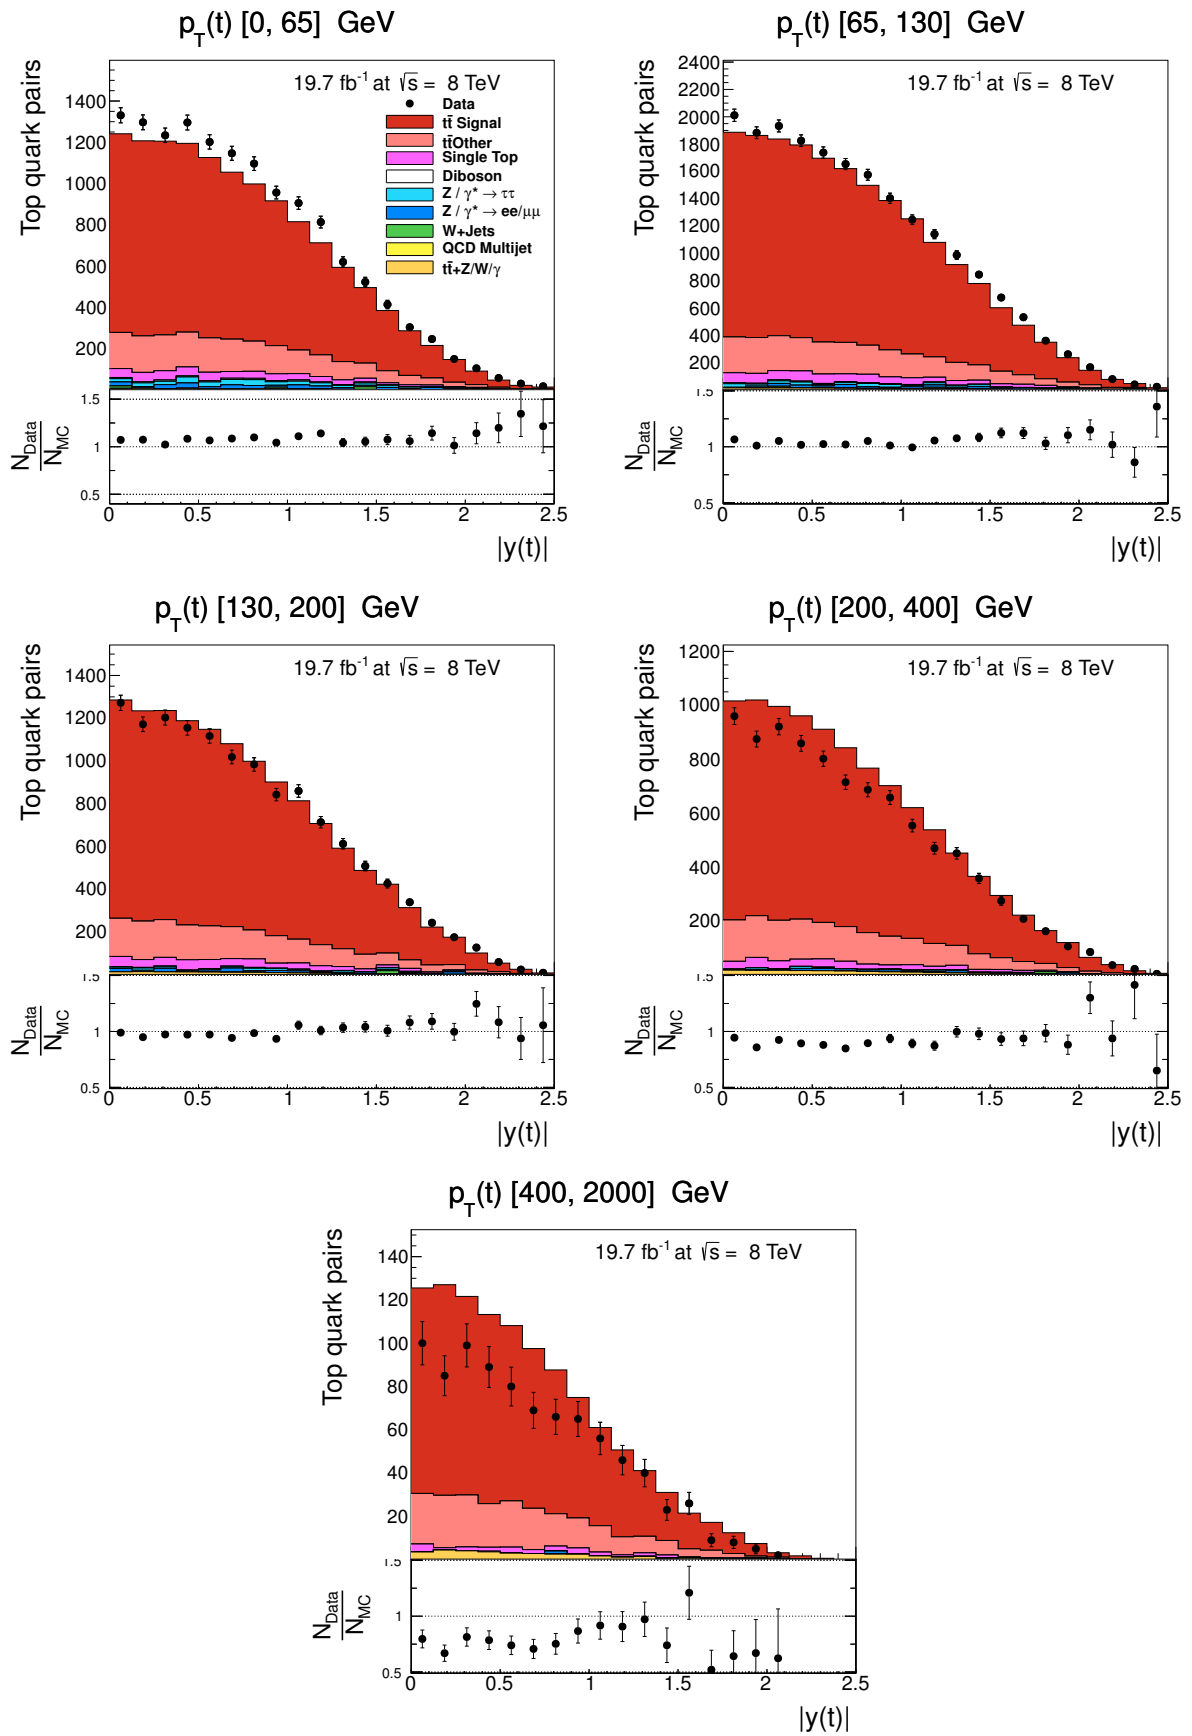 p_T(t) [0, 65] GeV
Top quark pairs
19.7 fb⁻¹ at √s = 8 TeV
Data
tt̄ Signal
tt̄Other
Single Top
Diboson
Z / γ* → ττ
Z / γ* → ee/μμ
W+Jets
QCD Multijet
tt̄+Z/W/γ
1400
1200
1000
800
600
400
200
N_Data
N_MC
1.5
1
0.5
0 0.5 1 1.5 2 2.5
|y(t)|
p_T(t) [65, 130] GeV
Top quark pairs
19.7 fb⁻¹ at √s = 8 TeV
2400
2200
2000
1800
1600
1400
1200
1000
800
600
400
200
N_Data
N_MC
1.5
1
0.5
0 0.5 1 1.5 2 2.5
|y(t)|
p_T(t) [130, 200] GeV
Top quark pairs
19.7 fb⁻¹ at √s = 8 TeV
1400
1200
1000
800
600
400
200
N_Data
N_MC
1.5
1
0.5
0 0.5 1 1.5 2 2.5
|y(t)|
p_T(t) [200, 400] GeV
Top quark pairs
19.7 fb⁻¹ at √s = 8 TeV
1200
1000
800
600
400
200
N_Data
N_MC
1.5
1
0.5
0 0.5 1 1.5 2 2.5
|y(t)|
p_T(t) [400, 2000] GeV
Top quark pairs
19.7 fb⁻¹ at √s = 8 TeV
140
120
100
80
60
40
20
N_Data
N_MC
1.5
1
0.5
0 0.5 1 1.5 2 2.5
|y(t)|